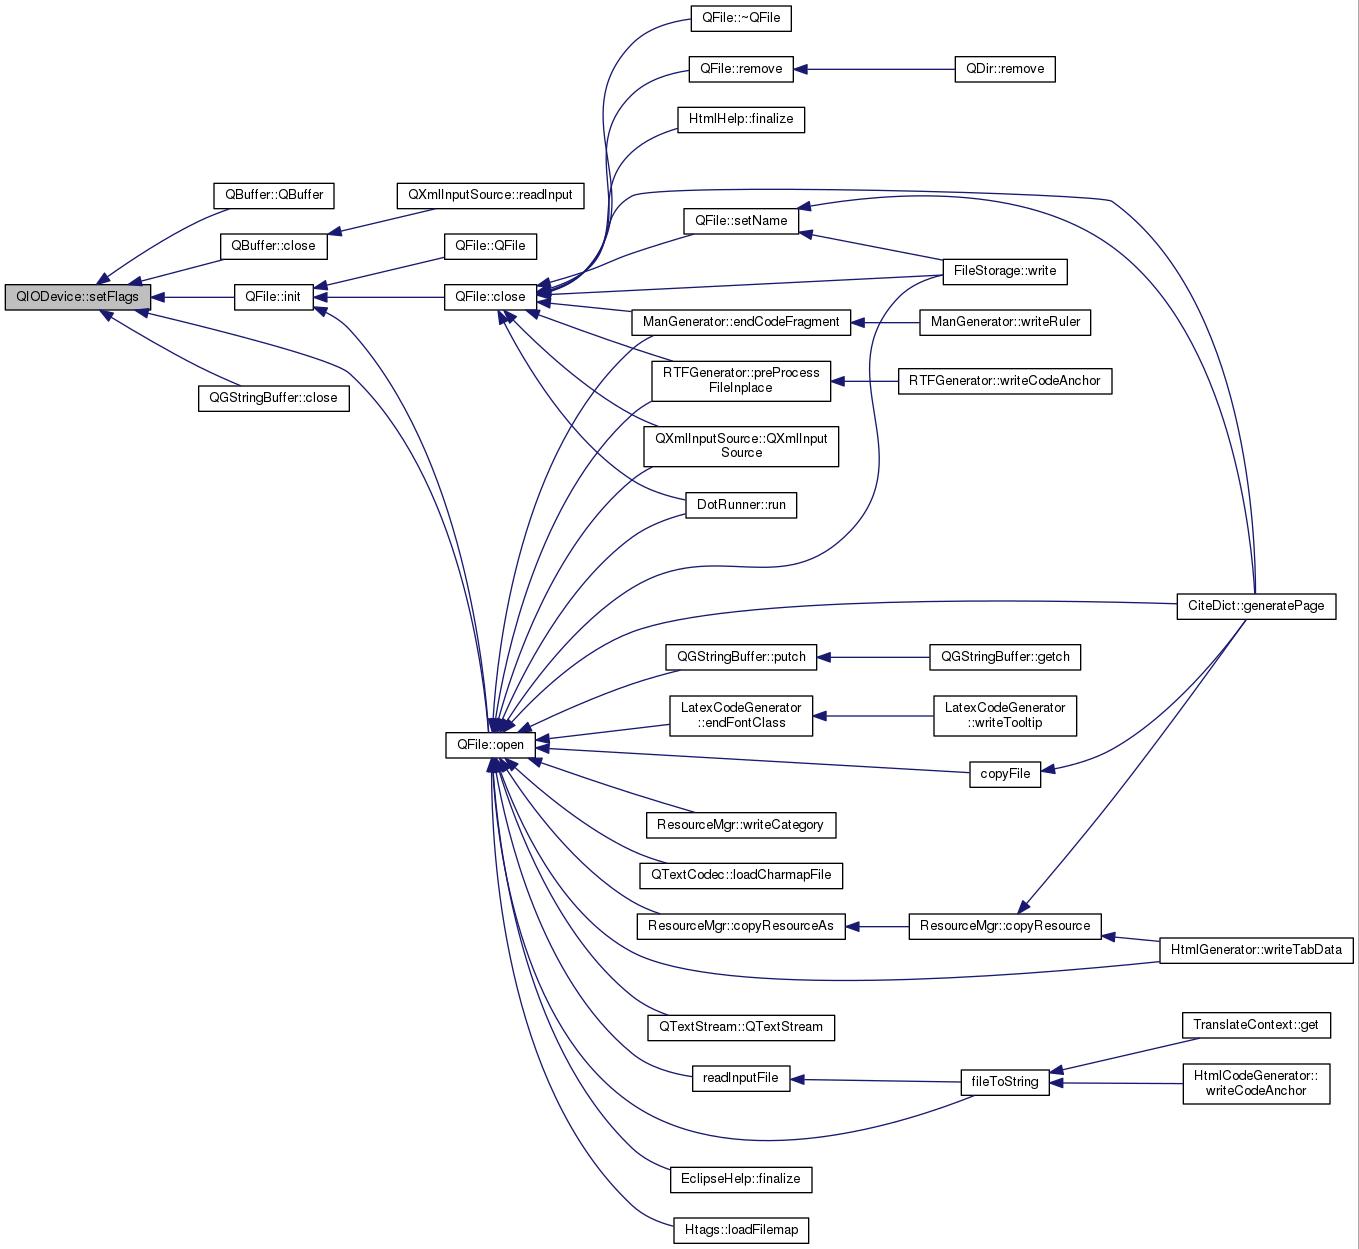 QFile::~QFile
QFile::remove
QDir::remove
HtmlHelp::finalize
QBuffer::QBuffer
QXmlInputSource::readInput
QFile::setName
QBuffer::close
QFile::QFile
FileStorage::write
QIODevice::setFlags
QFile::init
QFile::close
ManGenerator::endCodeFragment
ManGenerator::writeRuler
RTFGenerator::preProcess
FileInplace
RTFGenerator::writeCodeAnchor
QGStringBuffer::close
QXmlInputSource::QXmlInput
Source
DotRunner::run
CiteDict::generatePage
QGStringBuffer::putch
QGStringBuffer::getch
LatexCodeGenerator
::endFontClass
LatexCodeGenerator
::writeTooltip
QFile::open
copyFile
ResourceMgr::writeCategory
QTextCodec::loadCharmapFile
ResourceMgr::copyResourceAs
ResourceMgr::copyResource
HtmlGenerator::writeTabData
QTextStream::QTextStream
TranslateContext::get
readInputFile
fileToString
HtmlCodeGenerator::
writeCodeAnchor
EclipseHelp::finalize
Htags::loadFilemap